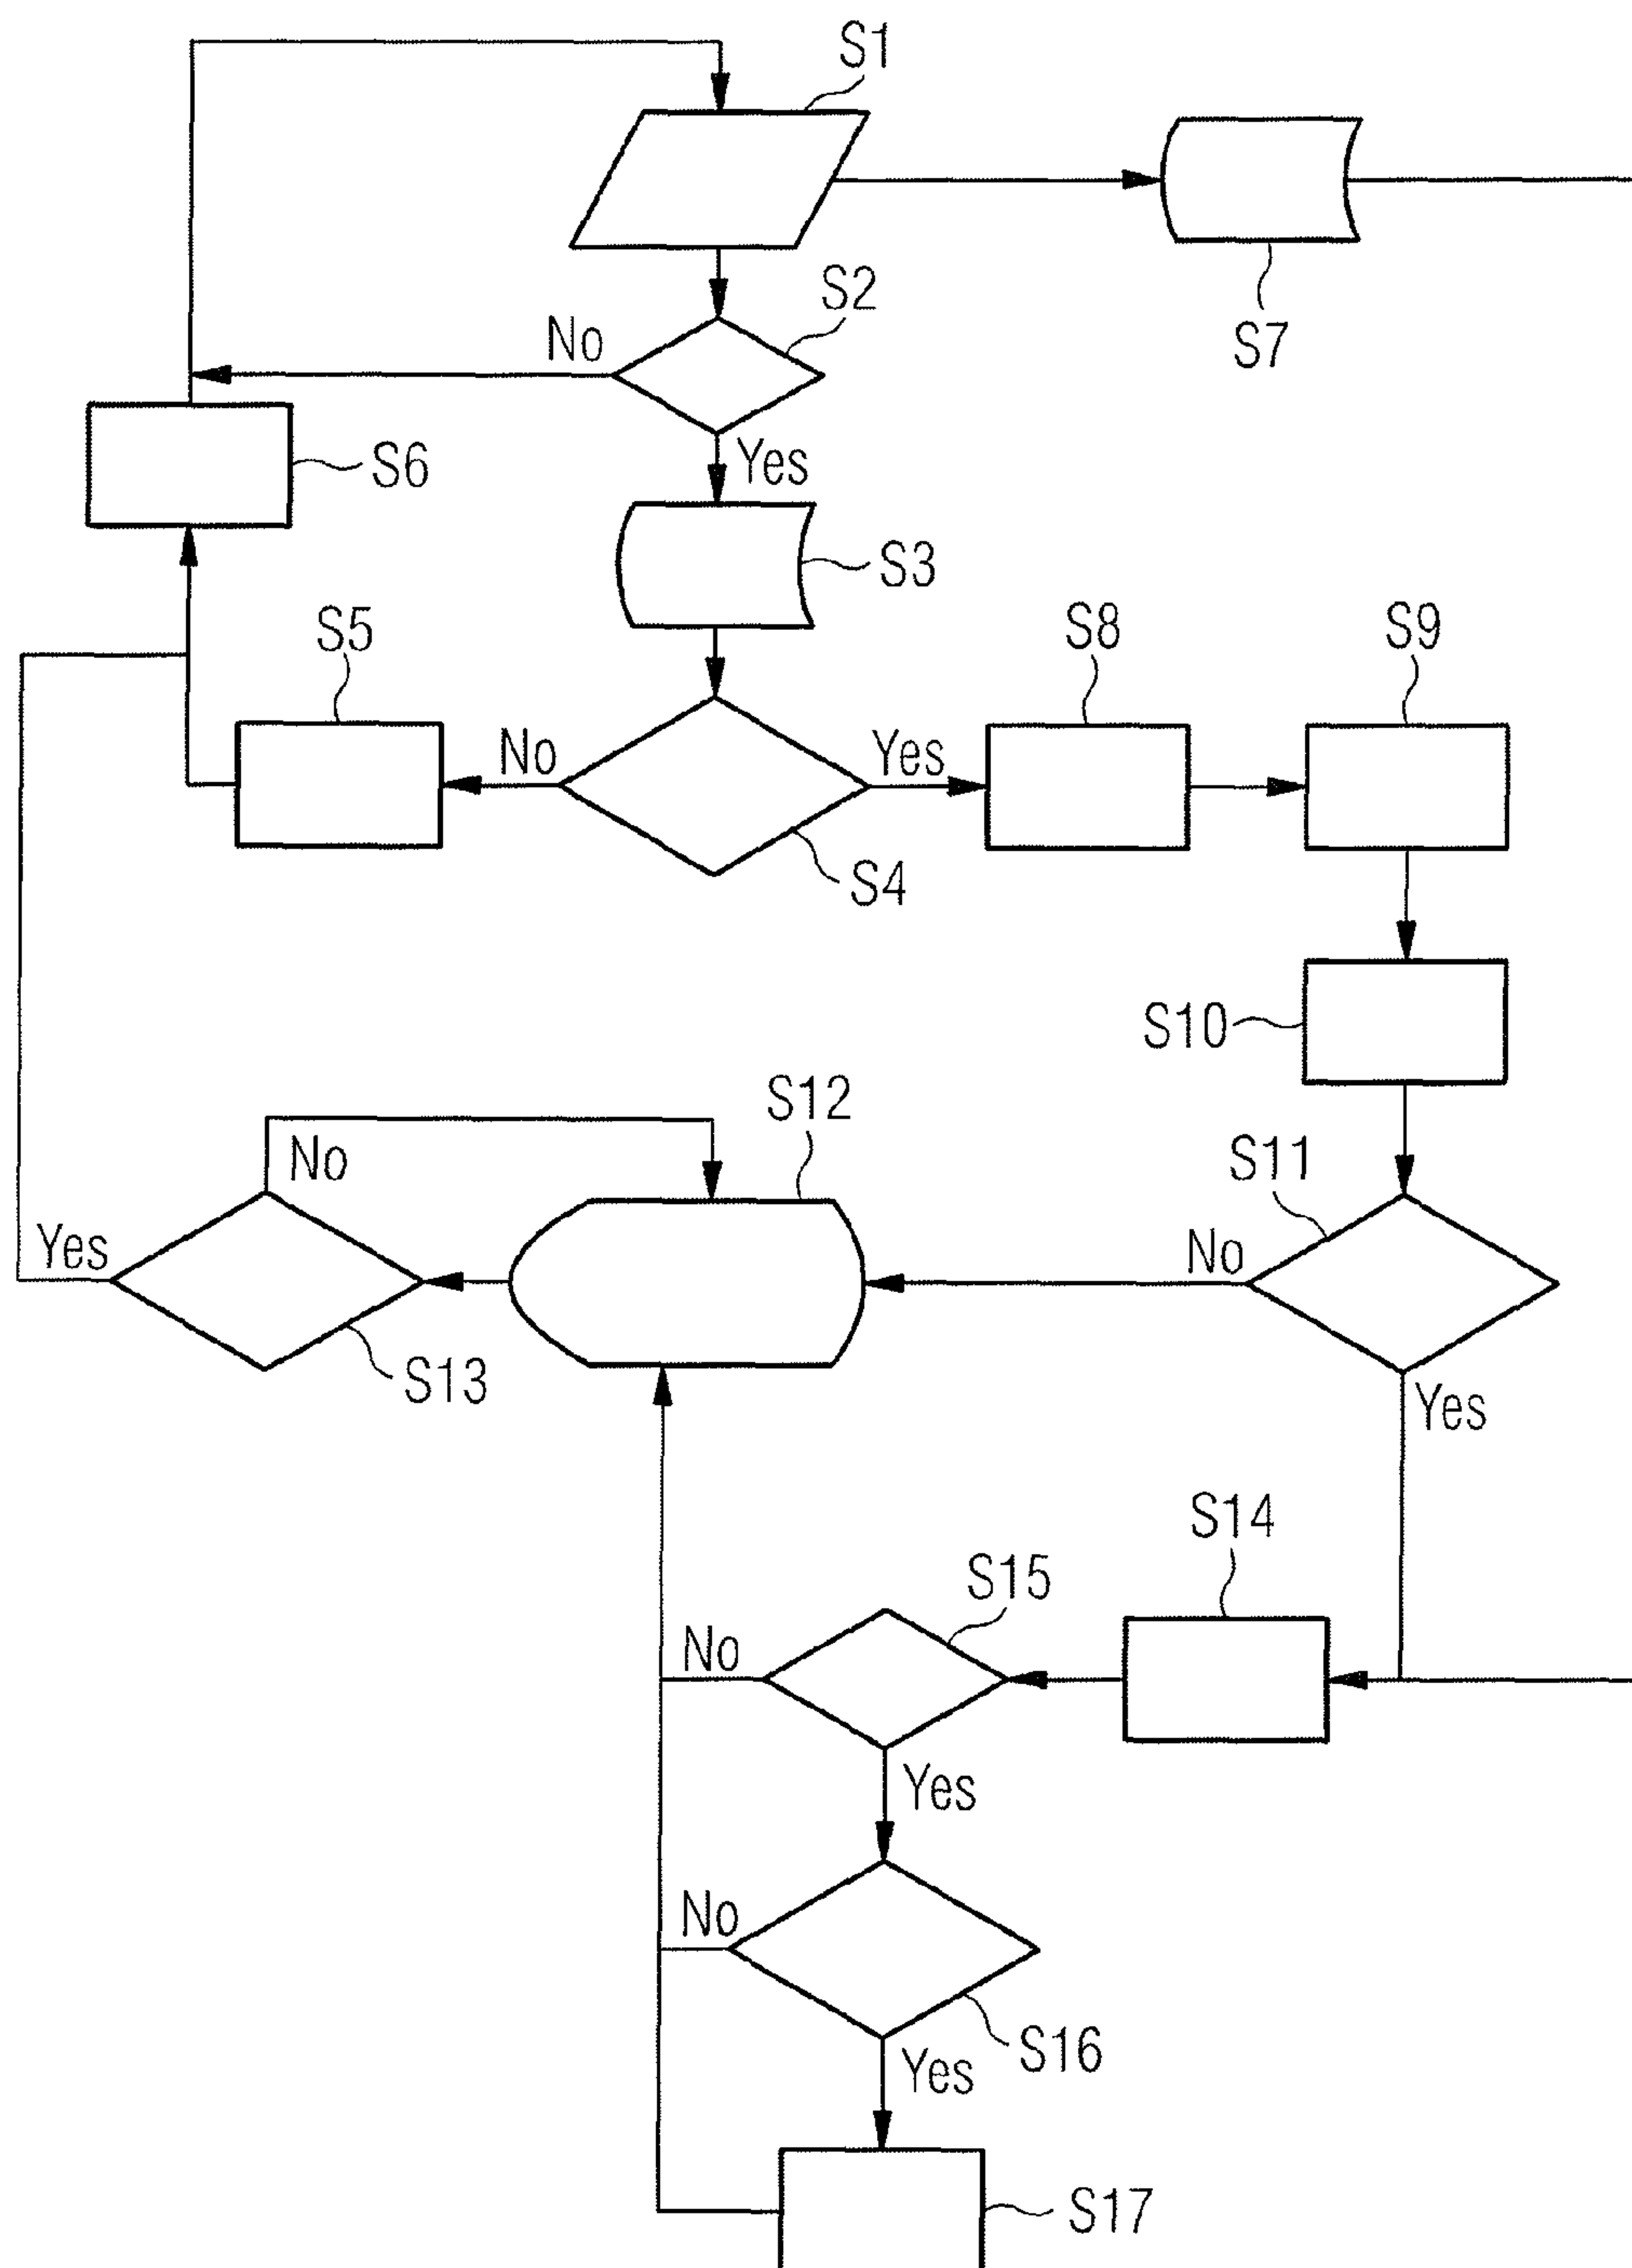 S1
S2
No
S7
Yes
S6
S3
S5
S8
S9
No
Yes
S4
S10
S12
No
S11
Yes
No
S13
Yes
S14
S15
No
Yes
No
S16
Yes
S17